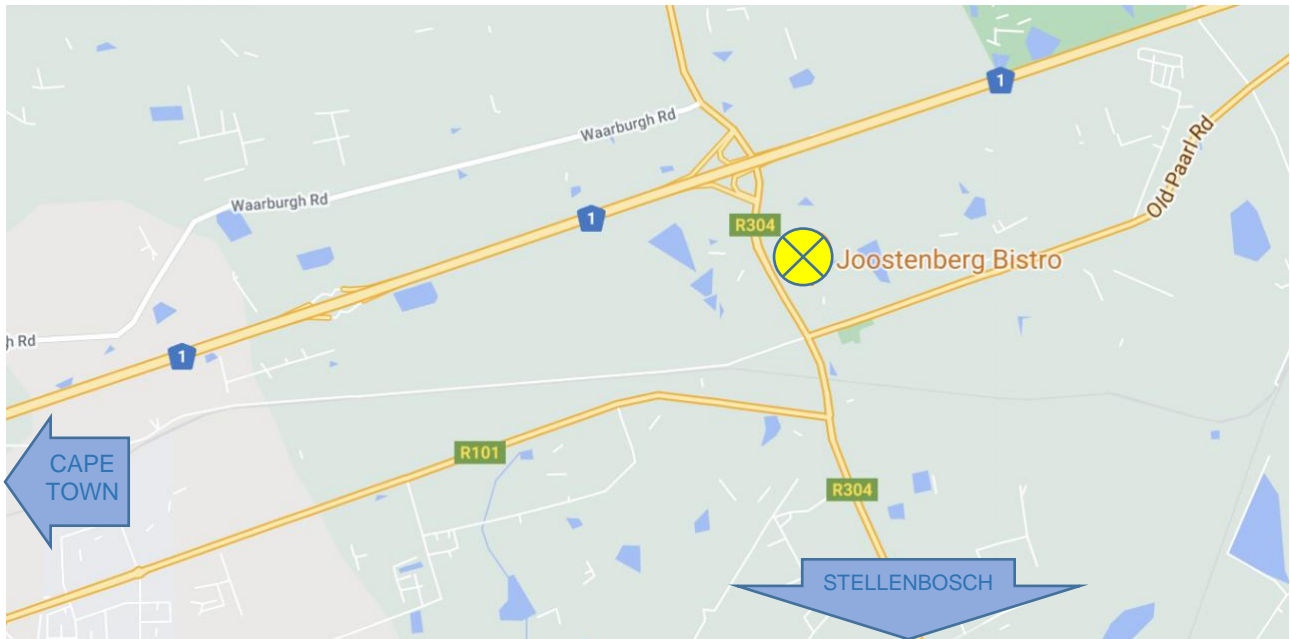 1
Waarburgh Rd
Old Paarl Rd
Waarburgh Rd
1
R304
Joostenberg Bistro
h Rd
1
R101
CAPE
TOWN
R304
STELLENBOSCH